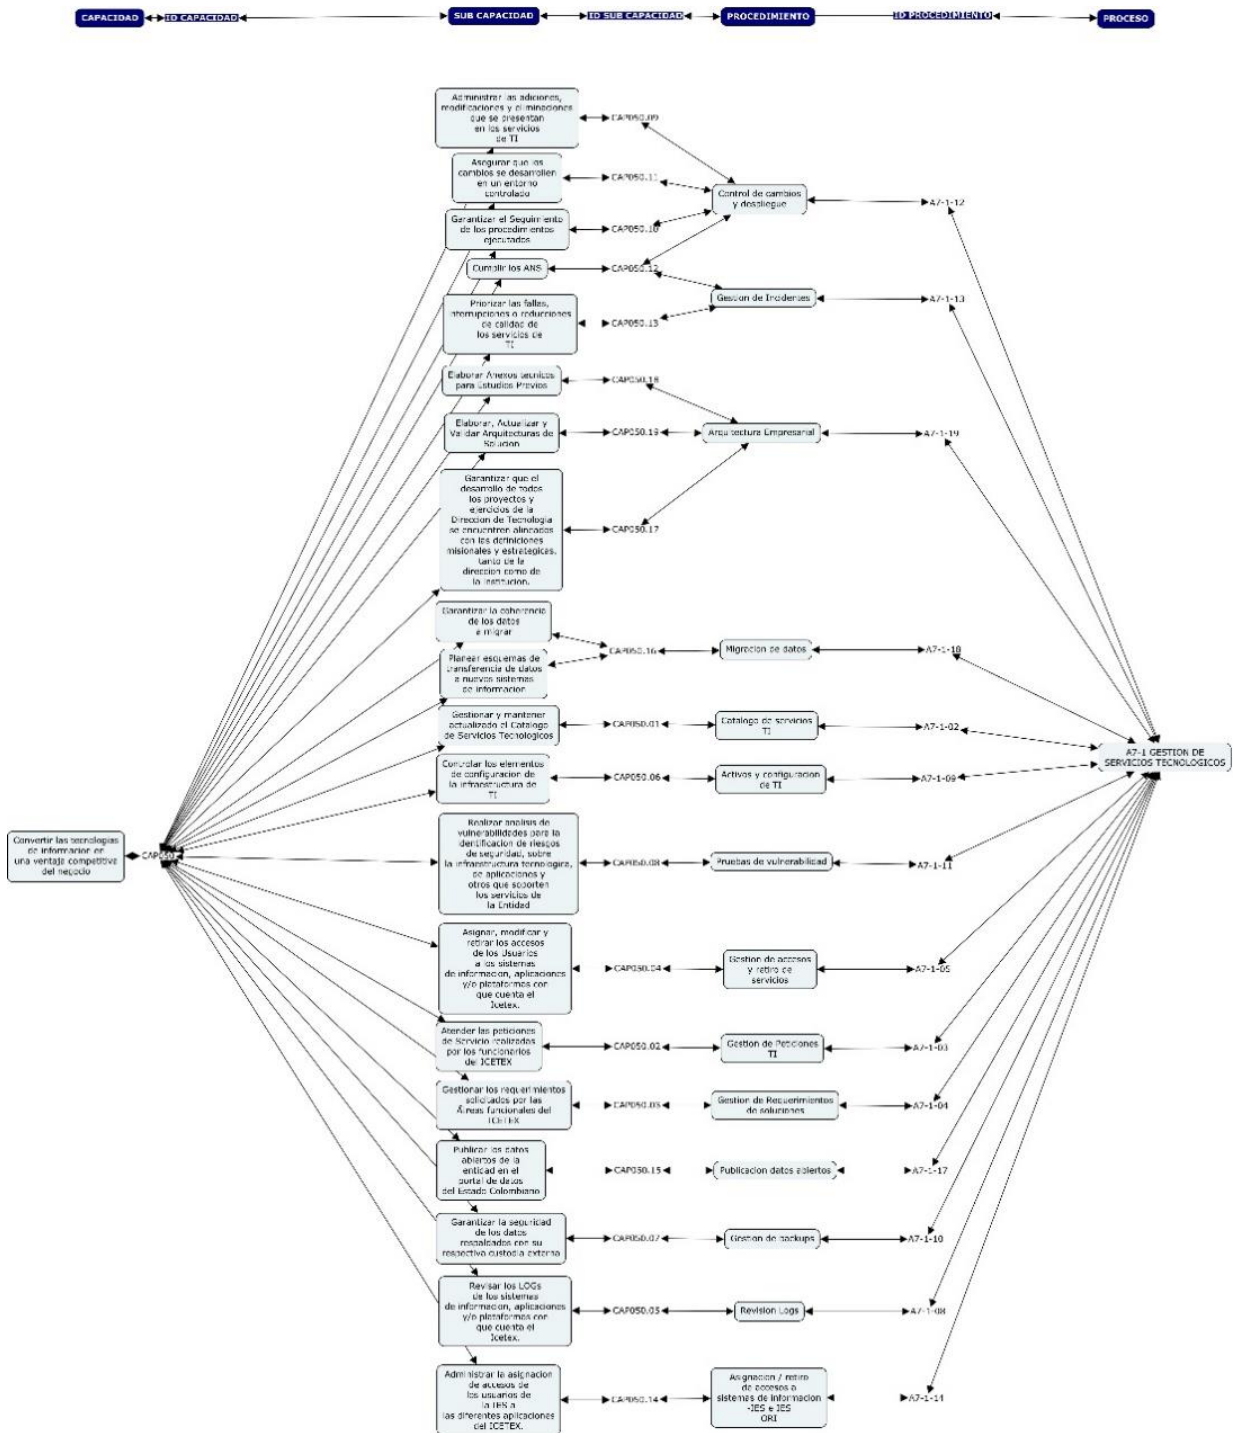 CAPACIDAD ID CAPACIDAD SUB CAPACIDAD ID SUB CAPACIDAD PROCEDIMIENTO ID PROCEDIMIENTO PROCESO
Administrar las adiciones,
modificaciones y eliminaciones
que se presentan
en los servicios
de TI
CAP050.09
Asegurar que los
cambios se desarrollen
en un entorno
controlado
CAP050.11
Control de cambios
y despliegue
A7-1-12
Garantizar el Seguimiento
de los procedimientos
ejecutados
CAP050.10
Cumplir los ANS
CAP050.12
Gestion de Incidentes
A7-1-13
Priorizar las fallas,
interrupciones o reducciones
de calidad de
los servicios de
TI
CAP050.13
Elaborar Anexos tecnicos
para Estudios Previos
CAP050.18
Elaborar, Actualizar y
Validar Arquitecturas de
Solucion
CAP050.19
Arquitectura Empresarial
A7-1-19
Garantizar que el
desarrollo de todos
los proyectos y
ejercicios de la
Direccion de Tecnologia
se encuentren alineados
con las definiciones
misionales y estrategicas,
tanto de la
direccion como de
la Institucion.
CAP050.17
Garantizar la coherencia
de los datos
a migrar
CAP050.16
Migracion de datos
A7-1-18
Planear esquemas de
transferencia de datos
a nuevos sistemas
de informacion
Gestionar y mantener
actualizado el Catalogo
de Servicios Tecnologicos
CAP050.01
Catalogo de servicios
TI
A7-1-02
A7-1 GESTION DE
SERVICIOS TECNOLOGICOS
Controlar los elementos
de configuracion de
la infraestructura de
TI
CAP050.06
Activos y configuracion
de TI
A7-1-09
Convertir las tecnologias
de informacion en
una ventaja competitiva
del negocio
Realizar analisis de
vulnerabilidades para la
identificacion de riesgos
de seguridad, sobre
la infraestructura tecnologica,
de aplicaciones y
otros que soporten
los servicios de
la Entidad
CAP050.08
Pruebas de vulnerabilidad
A7-1-11
Asignar, modificar y
retirar los accesos
de los Usuarios
a los sistemas
de informacion, aplicaciones
y/o plataformas con
que cuenta el
Icetex.
CAP050.04
Gestion de accesos
y retiro de
servicios
A7-1-05
Atender las peticiones
de Servicio realizadas
por los funcionarios
del ICETEX
CAP050.02
Gestion de Peticiones
TI
A7-1-03
Gestionar los requerimientos
solicitados por las
funcionales del
ICETEX
CAP050.03
Gestion de Requerimientos
de soluciones
A7-1-04
Publicar los datos
abiertos de la
entidad en el
portal de datos
del Estado Colombiano
CAP050.15
Publicacion datos abiertos
A7-1-17
Garantizar la seguridad
de los datos
respaldados con su
respectiva custodia externa
CAP050.07
Gestion de backups
A7-1-10
Revisar los LOGs
de los sistemas
de informacion, aplicaciones
y/o plataformas con
que cuenta el
Icetex.
CAP050.05
Revision Logs
A7-1-08
Administrar la asignacion
de accesos de
los usuarios de
la IES a
las diferentes aplicaciones
del ICETEX.
CAP050.14
Asignacion / retiro
de accesos a
sistemas de informacion
-IES e IES
ORI
A7-1-14